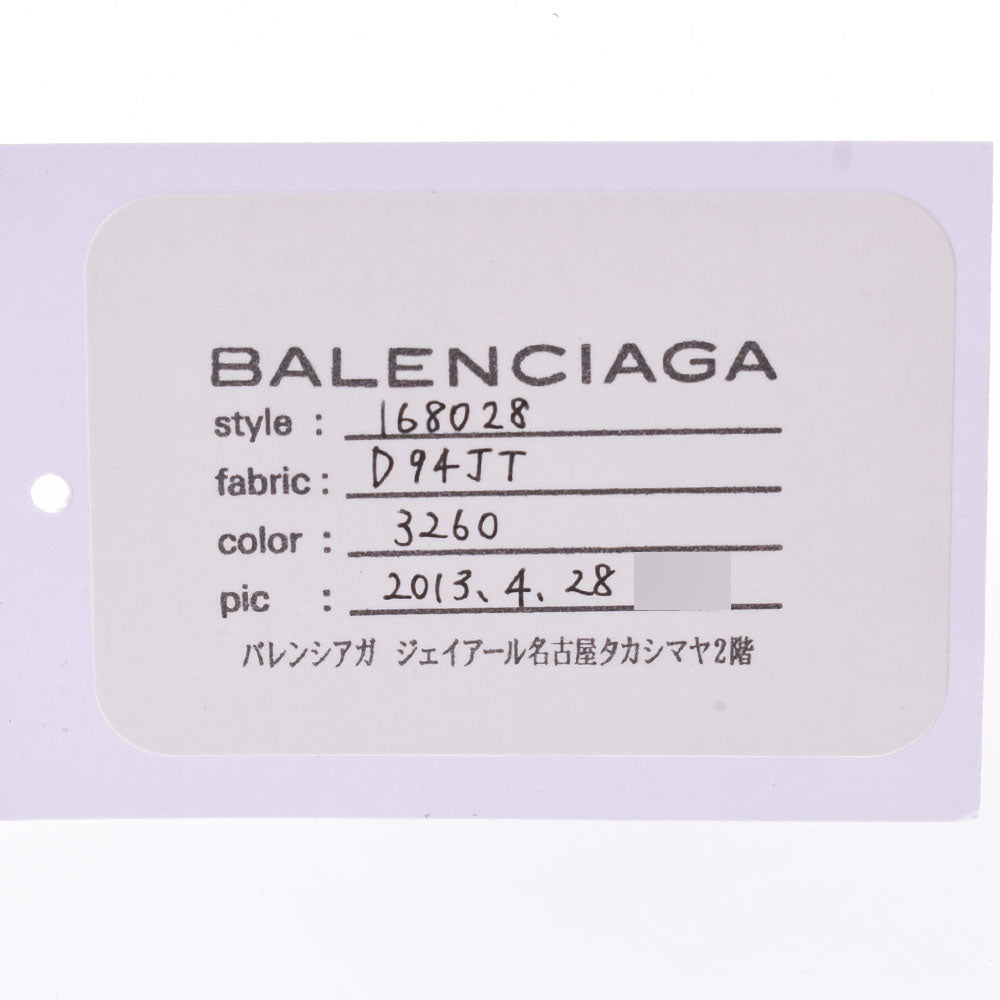 BALENCIAGA
style : 168028
fabric : D94JT
color : 3260
pic : 2013、4、28
バレンシアガ ジェイアール名古屋タカシマヤ2階